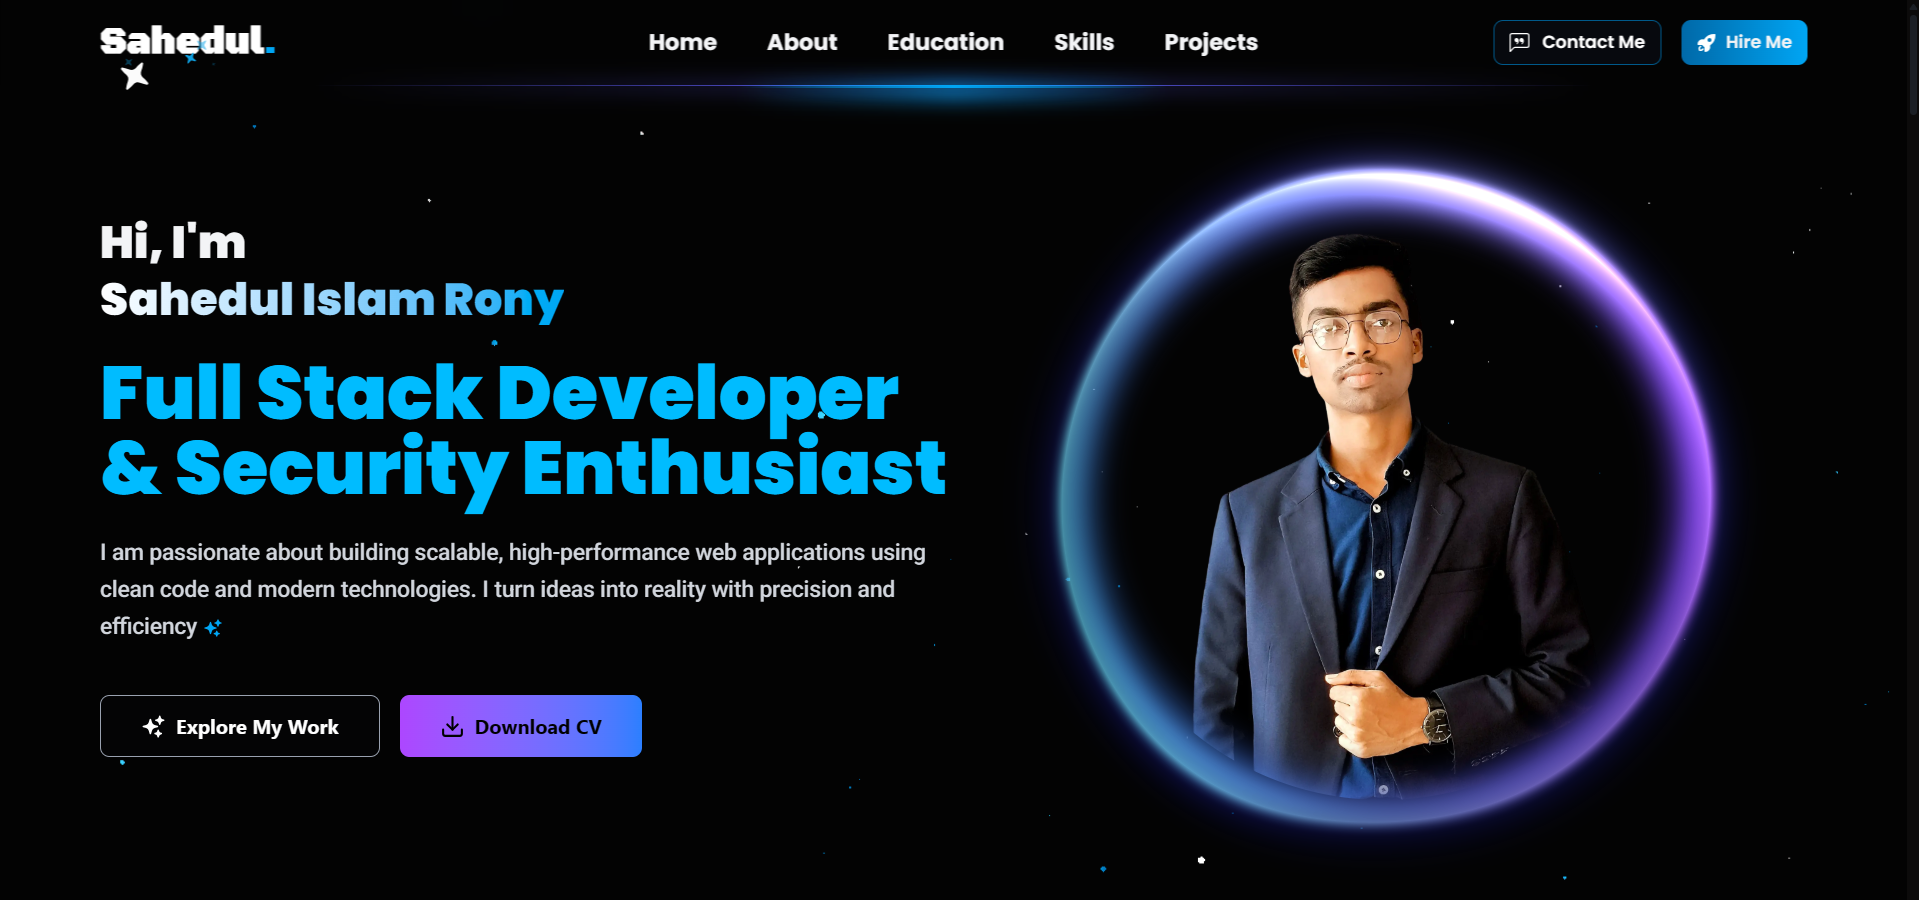 Sahedul.
Home
About
Education
Skills
Projects
Contact Me
Hire Me
Hi, I'm
Sahedul Islam Rony
Full Stack Developer
& Security Enthusiast
I am passionate about building scalable, high-performance web applications using
clean code and modern technologies. I turn ideas into reality with precision and
efficiency
Explore My Work
Download CV